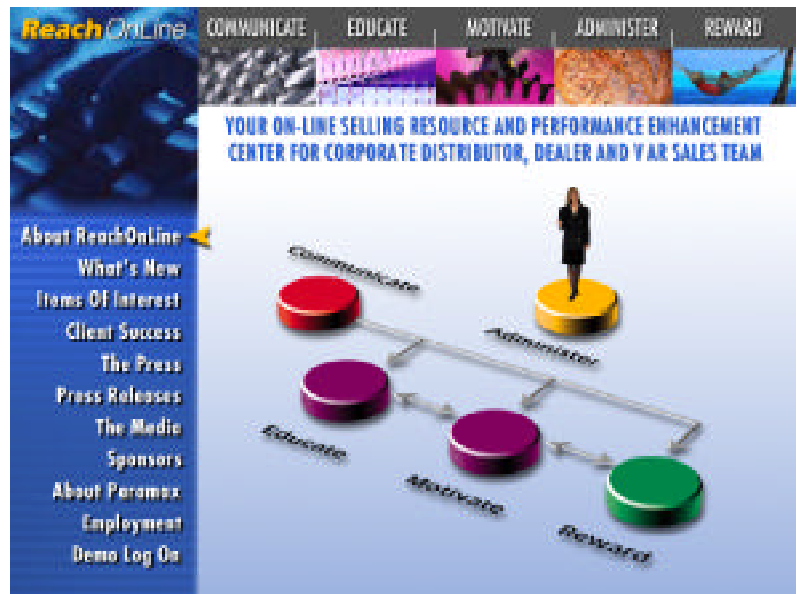 Reach OnLine
COMMUNICATE
EDUCATE
MOTIVATE
ADMINISTER
REWARD
YOUR ON-LINE SELLING RESOURCE AND PERFORMANCE ENHANCEMENT
CENTER FOR CORPORATE DISTRIBUTOR, DEALER AND VAR SALES TEAM
About ReachOnLine
What's New
Items Of Interest
Client Success
The Press
Press Releases
The Media
Sponsors
About Paramax
Employment
Demo Log On
Communicate
Administer
Educate
Motivate
Reward